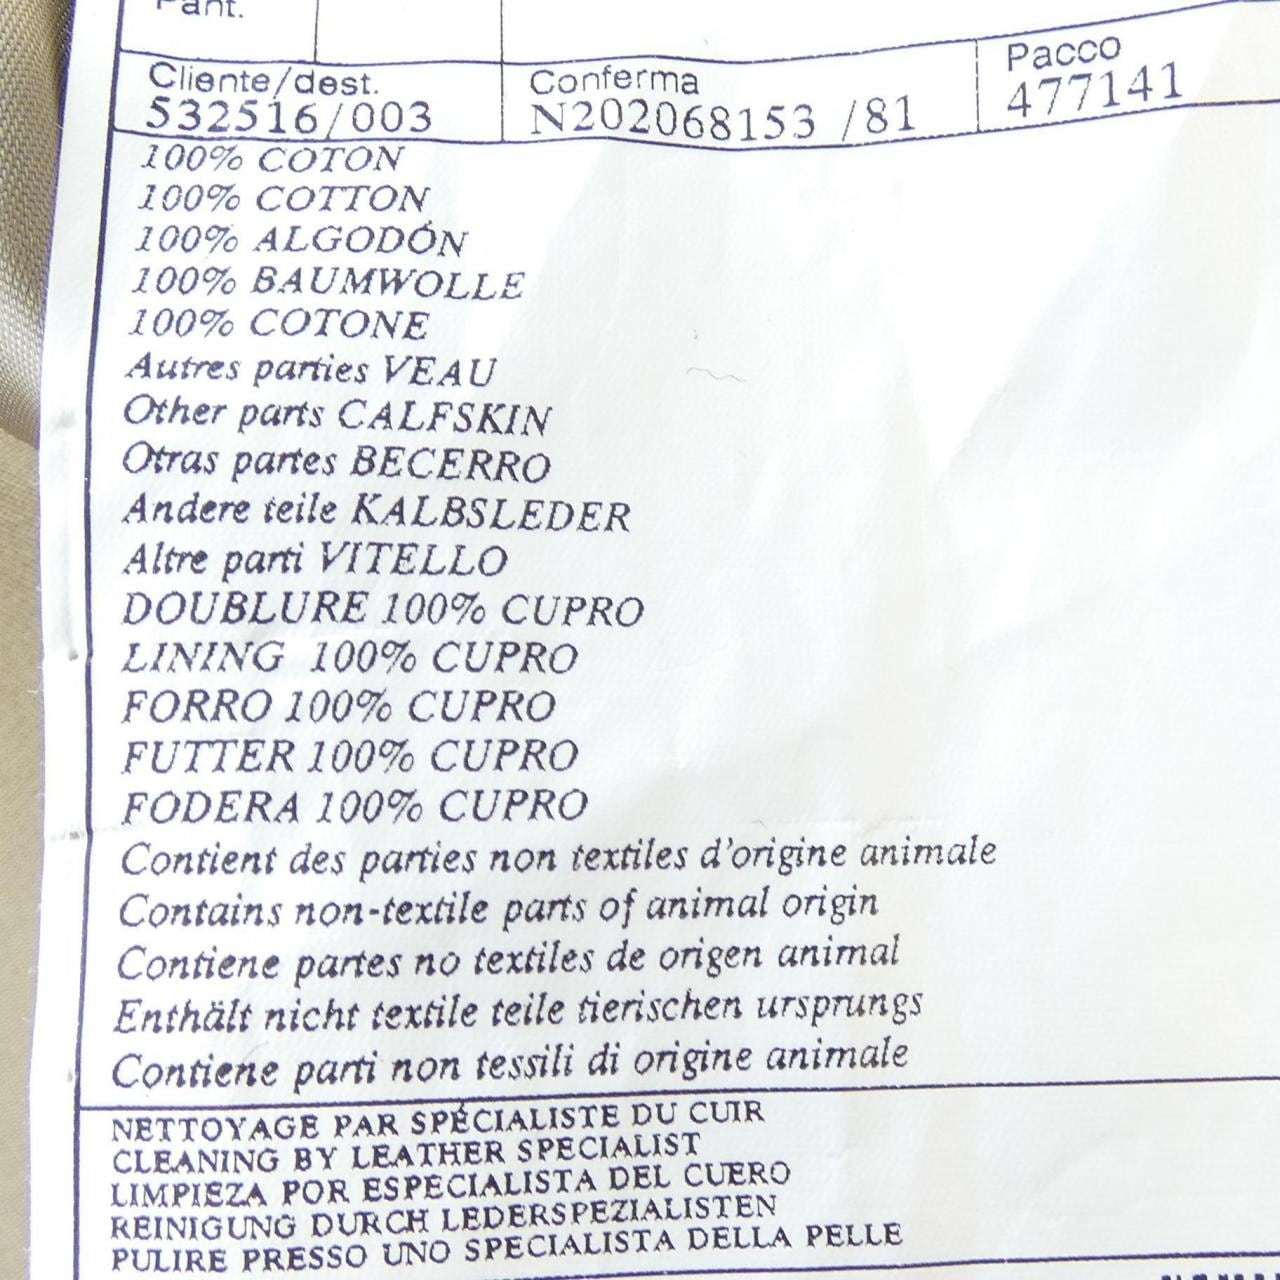 Pant.
Cliente/dest. Conferma Pacco
532516/003 N202068153 /81 477141
100% COTON
100% COTTON
100% ALGODÓN
100% BAUMWOLLE
100% COTONE
Autres parties VEAU
Other parts CALFSKIN
Otras partes BECERRO
Andere teile KALBSLEDER
Altre parti VITELLO
DOUBLURE 100% CUPRO
LINING 100% CUPRO
FORRO 100% CUPRO
FUTTER 100% CUPRO
FODERA 100% CUPRO
Contient des parties non textiles d'origine animale
Contains non-textile parts of animal origin
Contiene partes no textiles de origen animal
Enthält nicht textile teile tierischen ursprungs
Contiene parti non tessili di origine animale
NETTOYAGE PAR SPÉCIALISTE DU CUIR
CLEANING BY LEATHER SPECIALIST
LIMPIEZA POR ESPECIALISTA DEL CUERO
REINIGUNG DURCH LEDERSPEZIALISTEN
PULIRE PRESSO UNO SPECIALISTA DELLA PELLE